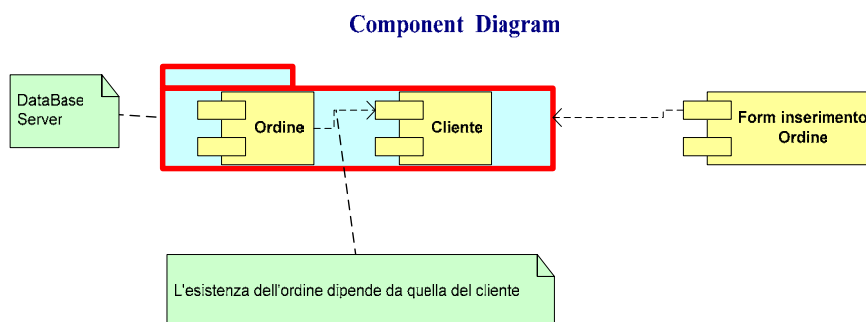 Component Diagram
DataBase
Server
Ordine
Cliente
Form inserimento
Ordine
L'esistenza dell'ordine dipende da quella del cliente